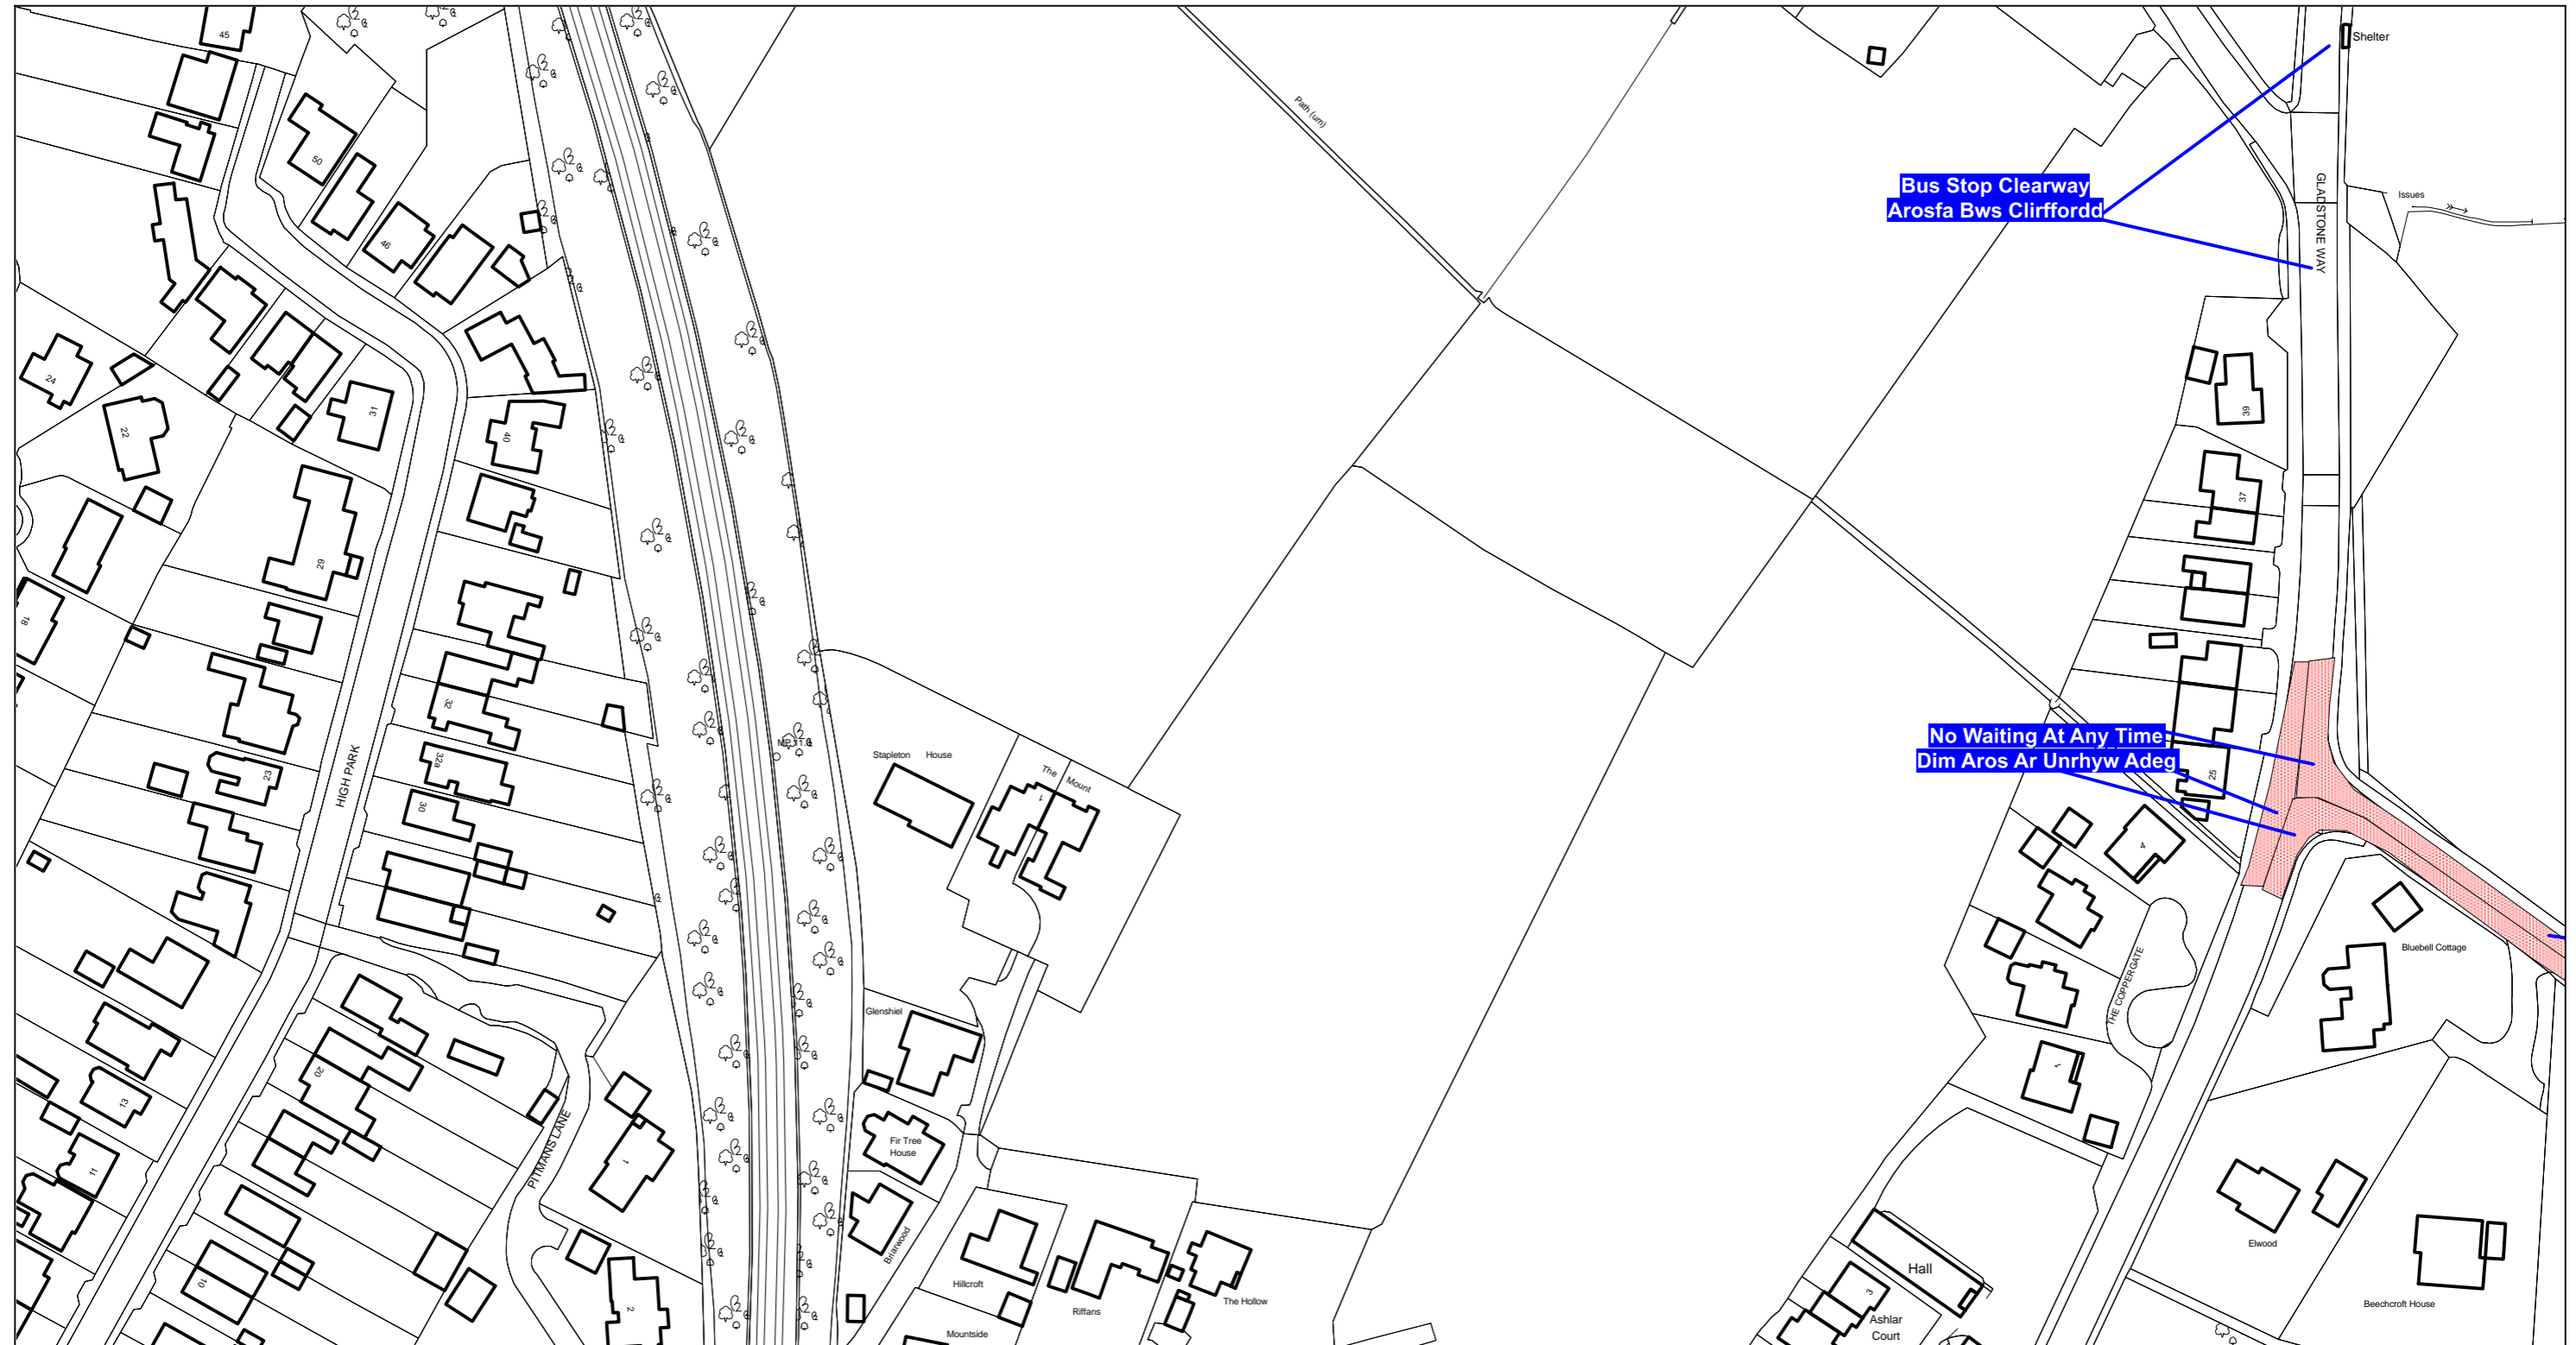 45
Shelter
Path (um)
50
Bus Stop Clearway
Arosfa Bws Clirffordd
GLADSTONE WAY
Issues
46
24
31
22
40
39
37
29
18
32
HIGH PARK
32a
23
30
Stapleton House
The Mount
1
No Waiting At Any Time
Dim Aros Ar Unrhyw Adeg
25
4
Bluebell Cottage
THE COPPERGATE
Glenshiel
20
13
1
1
PITMANS LANE
Fir Tree
House
11
Briarwood
Elwood
Hall
10
Hillcroft
Riffans
The Hollow
2
3
Ashlar
Court
Beechcroft House
Mountside